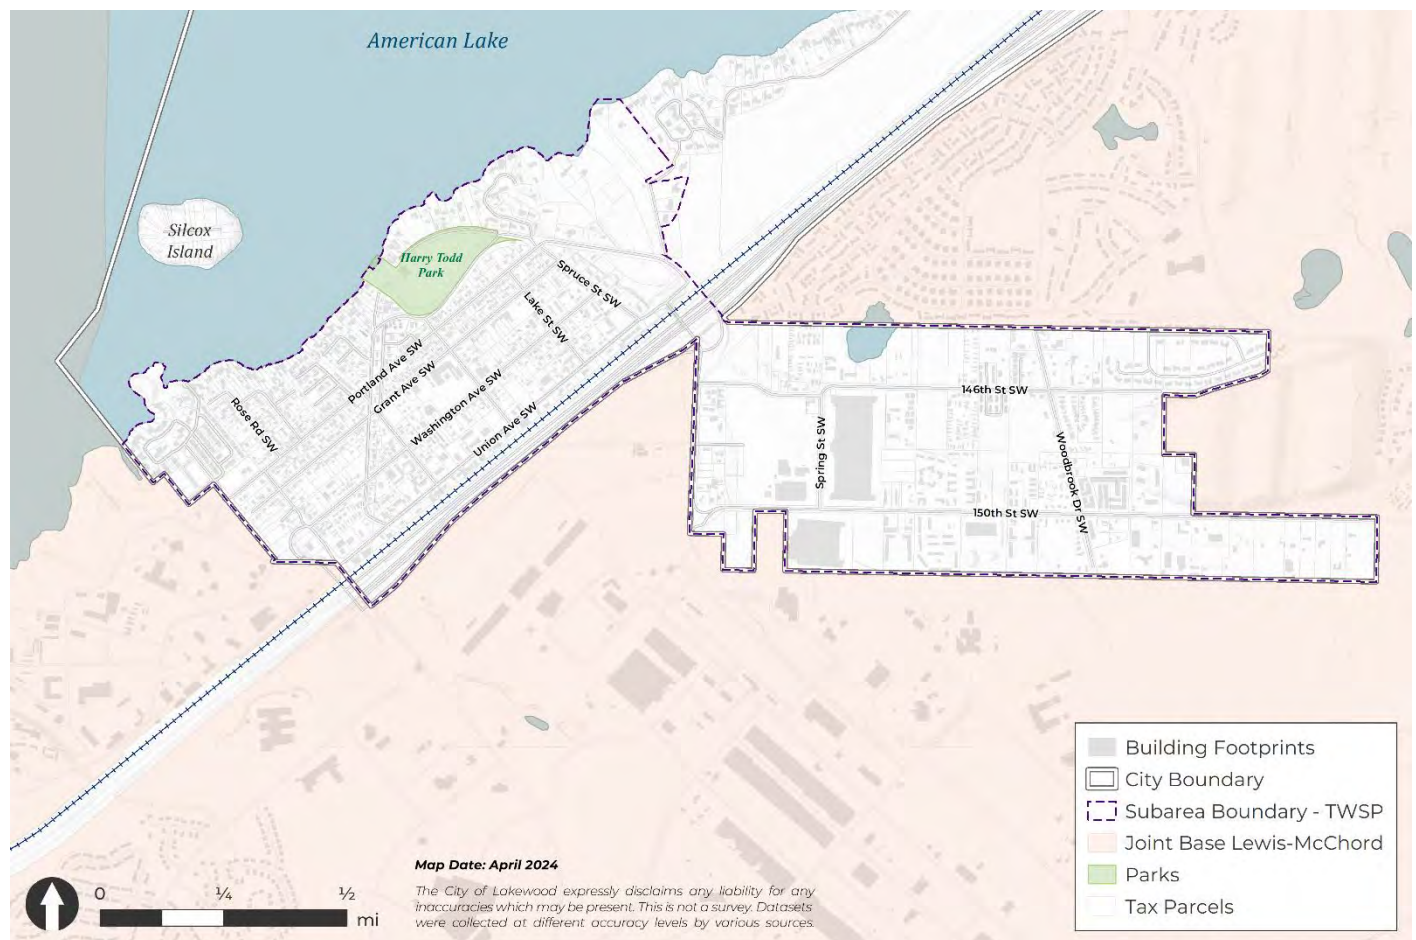 American Lake
Silcox
Island
Harry Todd
Park
Spruce St SW
Lake St SW
Portland Ave SW
Grant Ave SW
Washington Ave SW
Union Ave SW
Rose Rd SW
146th St SW
Spring St SW
Woodbrook Dr SW
150th St SW
Building Footprints
City Boundary
Subarea Boundary - TWSP
Joint Base Lewis-McChord
Parks
Tax Parcels
0 ¼ ½
mi
Map Date: April 2024
The City of Lakewood expressly disclaims any liability for any
inaccuracies which may be present. This is not a survey. Datasets
were collected at different accuracy levels by various sources.